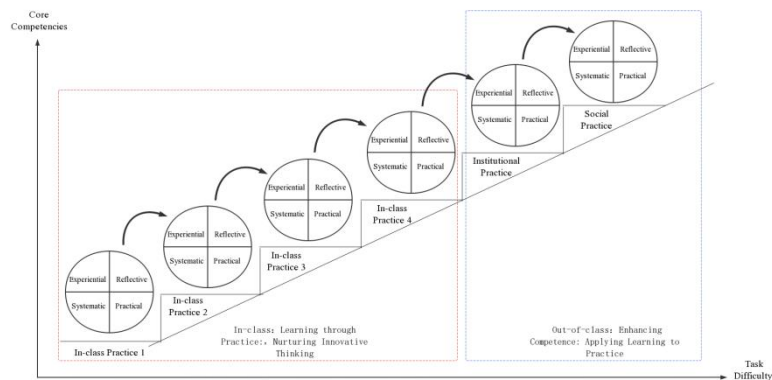 Core
Competencies
Experiential
Reflective
Systematic
Practical
Social
Practice
Experiential
Reflective
Systematic
Practical
Institutional
Practice
Experiential
Reflective
Systematic
Practical
In-class
Practice 4
Experiential
Reflective
Systematic
Practical
In-class
Practice 3
Experiential
Reflective
Systematic
Practical
In-class
Practice 2
Experiential
Reflective
Systematic
Practical
In-class Practice 1
In-class: Learning through
Practice:, Nurturing Innovative
Thinking
Out-of-class: Enhancing
Competence: Applying Learning to
Practice
Task
Difficulty